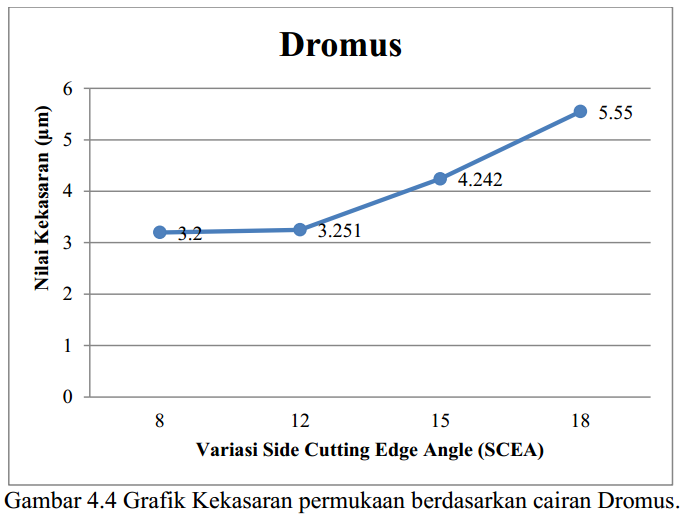 Dromus
Nilai Kekasaran (µm)
6
5
4
3
2
1
0
3.2
3.251
4.242
5.55
8 12 15 18
Variasi Side Cutting Edge Angle (SCEA)
Gambar 4.4 Grafik Kekasaran permukaan berdasarkan cairan Dromus.